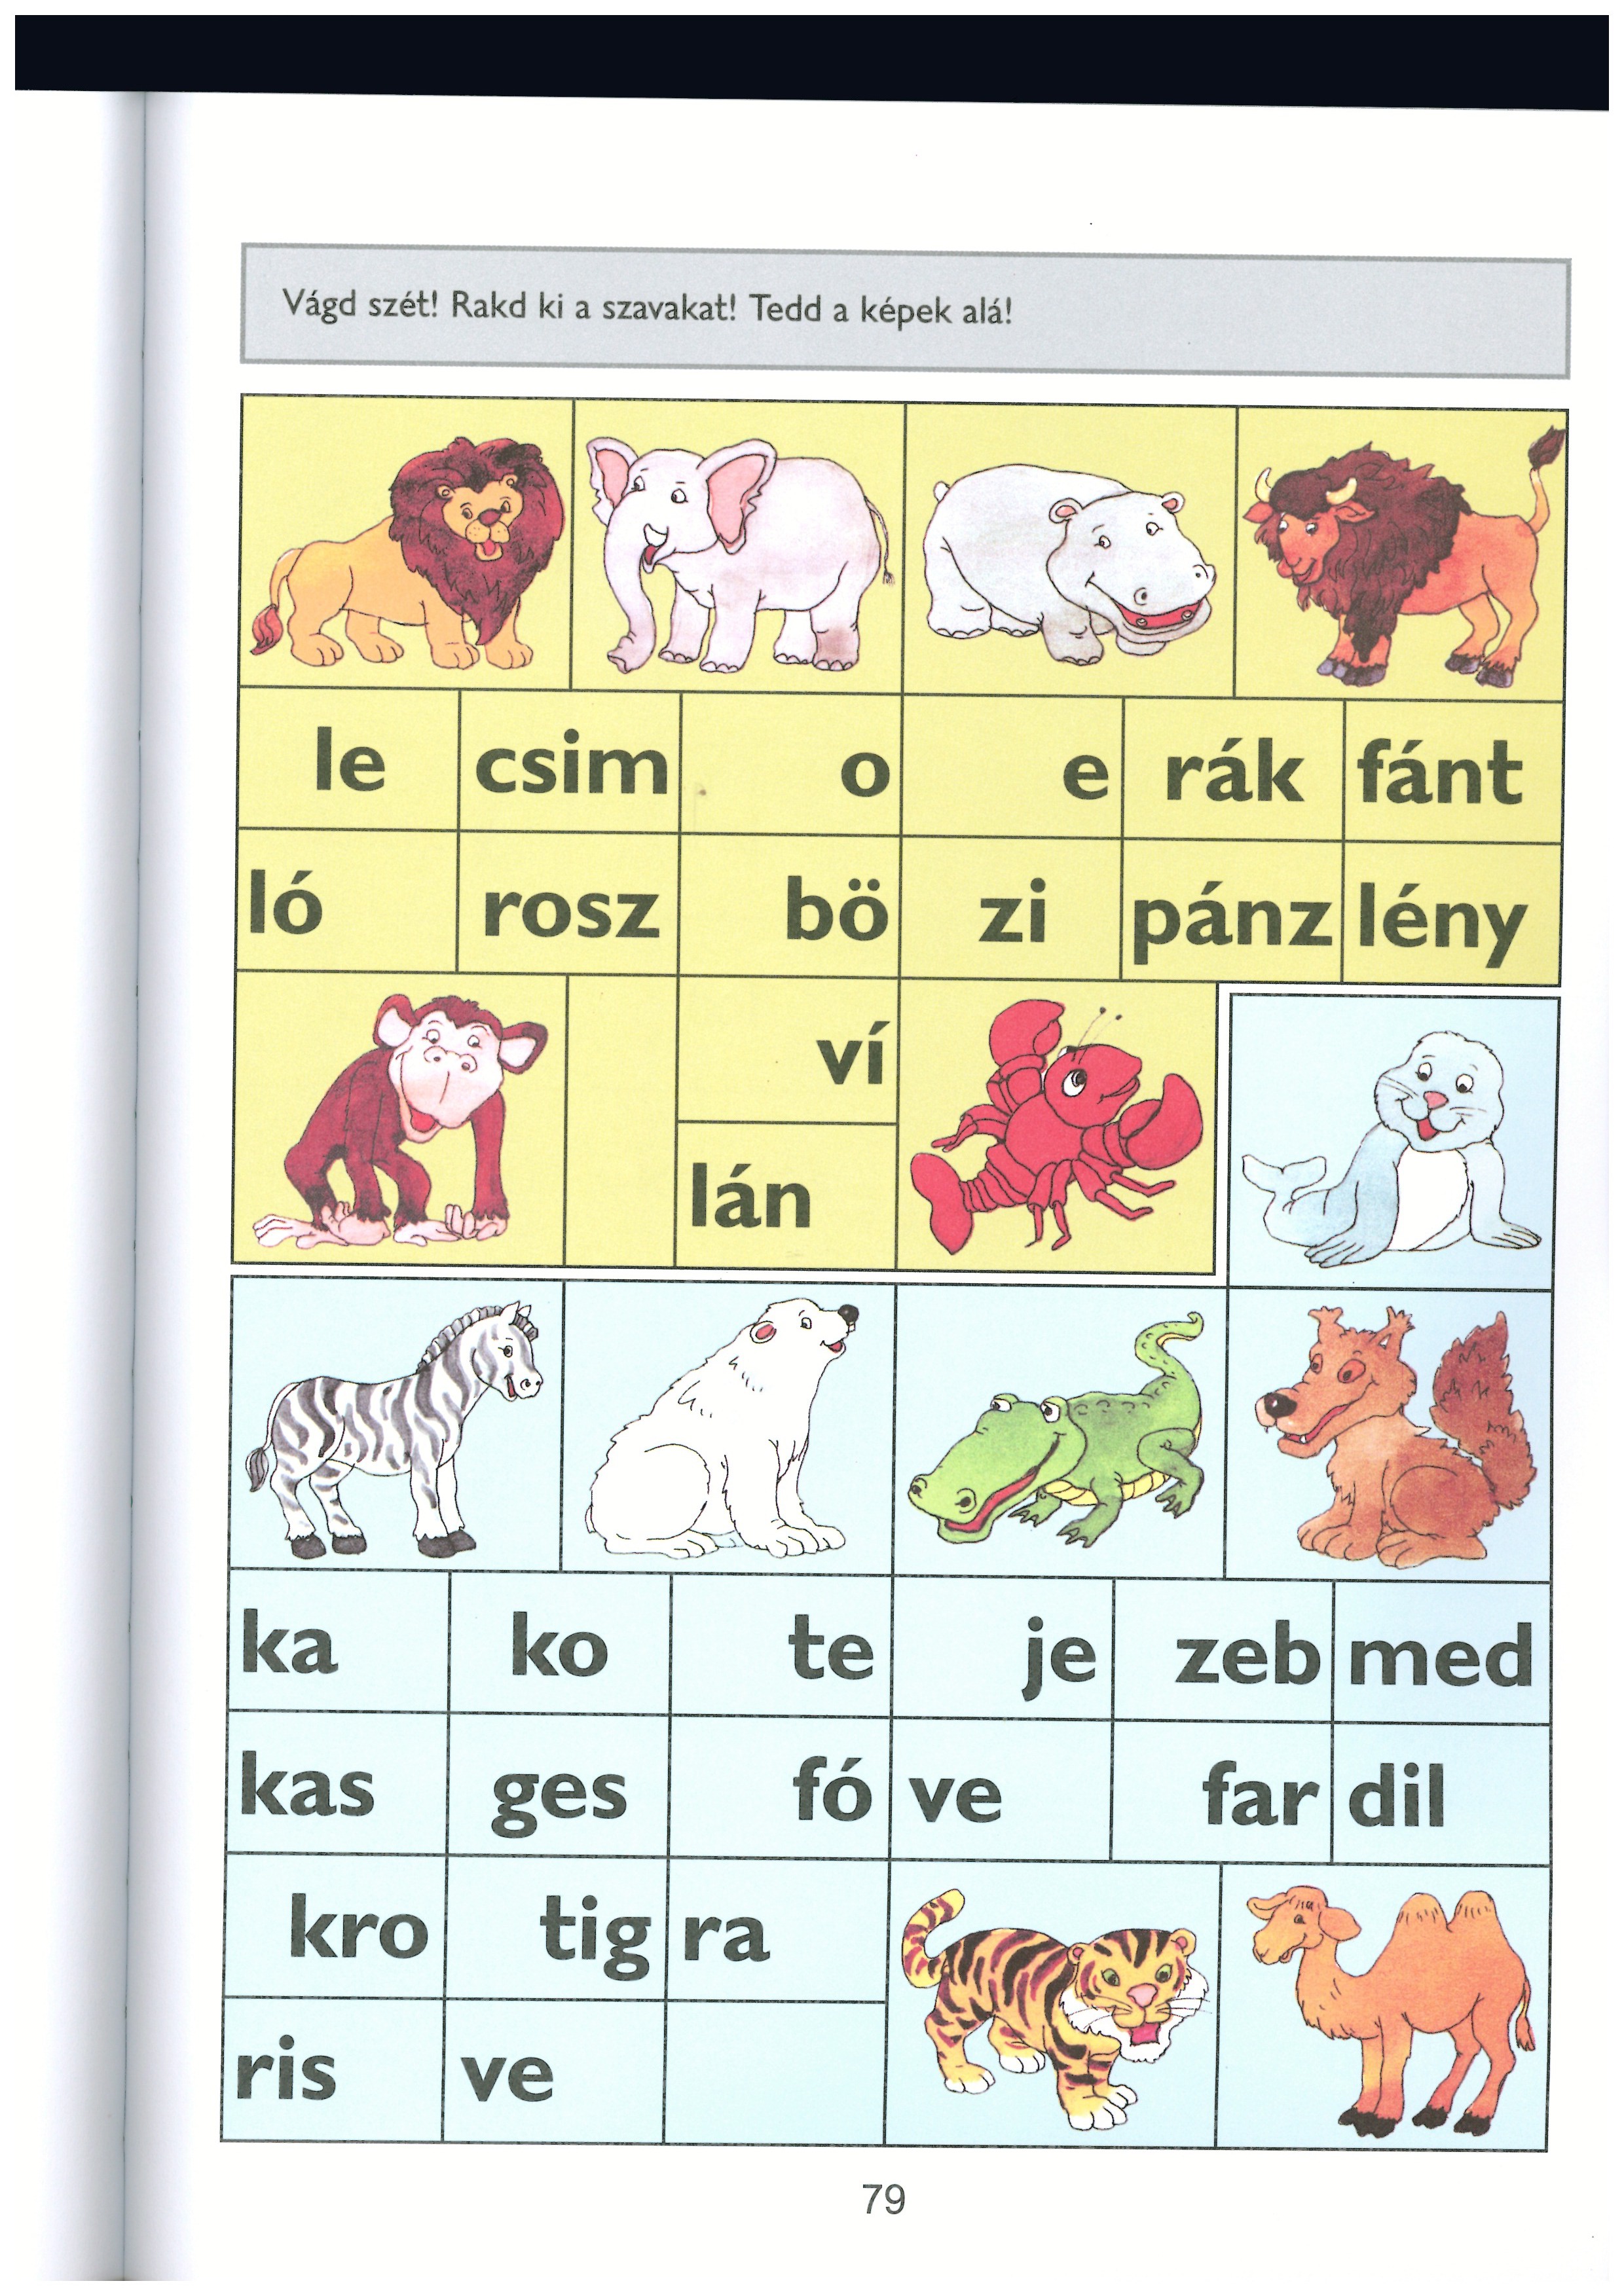 Vágd szét! Rakd ki a szavakat! Tedd a képek alá!
le csim o e rák fánt
ló rosz bö zi pánz lény
ví
lán
ka ko te je zeb med
kas ges fó ve far dil
kro tig ra
ris ve
79